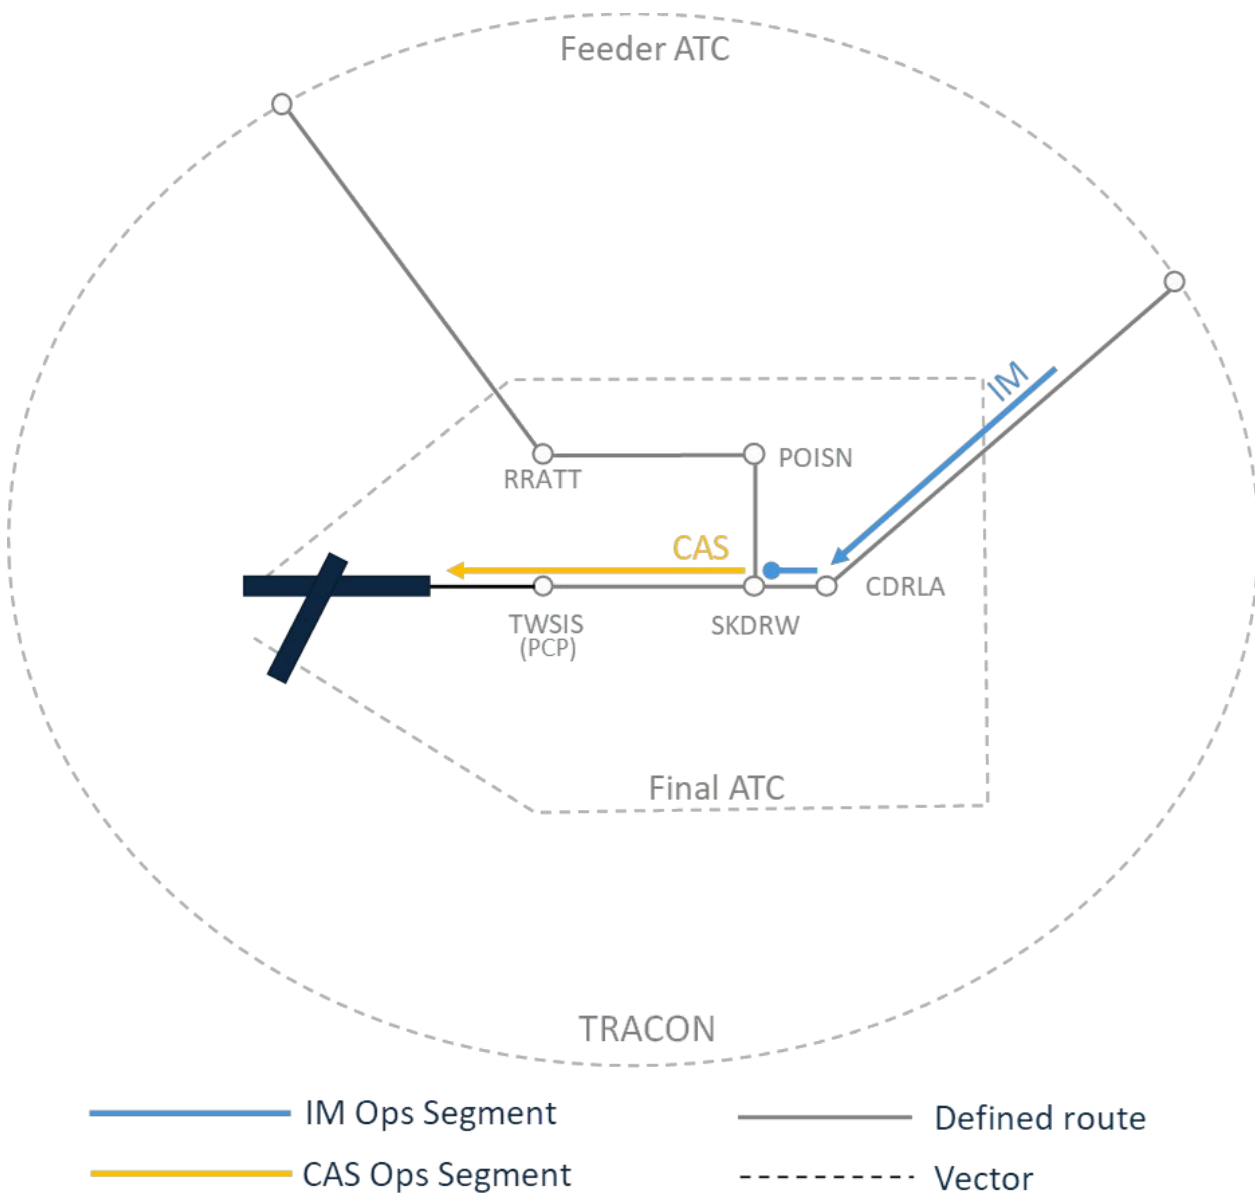 Feeder ATC
IM
RRATT
POISN
CAS
CDRLA
TWSIS
(PCP)
SKDRW
Final ATC
TRACON
IM Ops Segment
Defined route
CAS Ops Segment
Vector